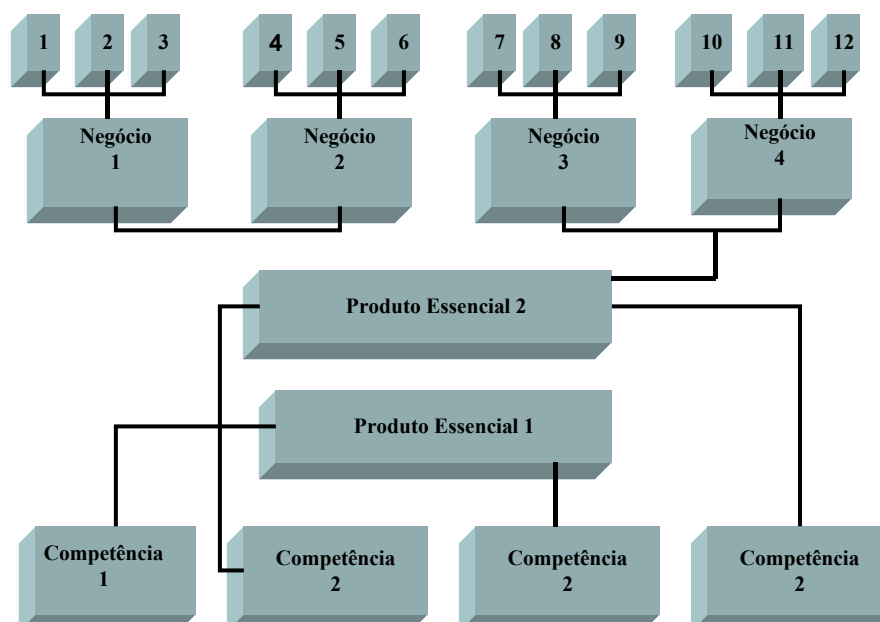 1 2 3 4 5 6 7 8 9 10 11 12
Negócio
1
Negócio
2
Negócio
3
Negócio
4
Produto Essencial 2
Produto Essencial 1
Competência
1
Competência
2
Competência
2
Competência
2